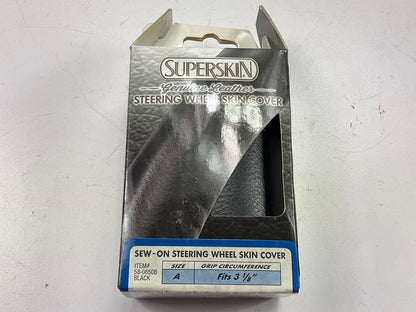 SUPERSKIN
Genuine Leather
STEERING WHEEL SKIN COVER
SEW-ON STEERING WHEEL SKIN COVER
ITEM# SIZE GRIP CIRCUMFERENCE
58-0650B
BLACK A Fits 3 1/8"